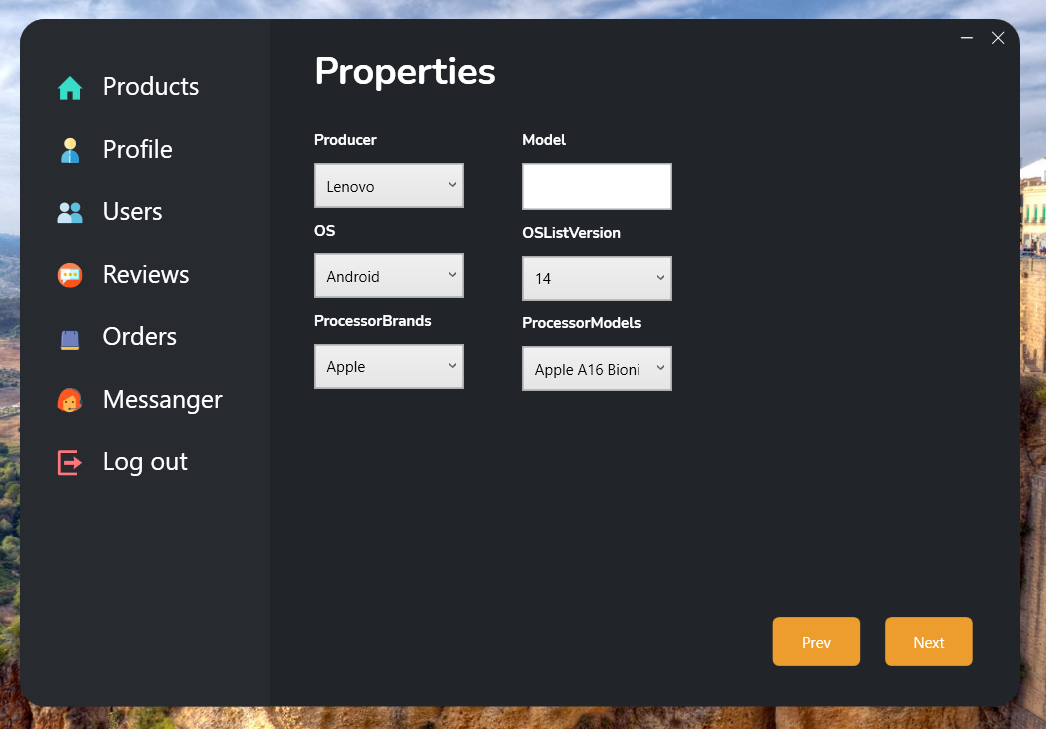 Products
Profile
Users
Reviews
Orders
Messanger
Log out
Properties
Producer
Model
Lenovo
OS
OSListVersion
Android
14
ProcessorBrands
ProcessorModels
Apple
Apple A16 Bioni
Prev
Next